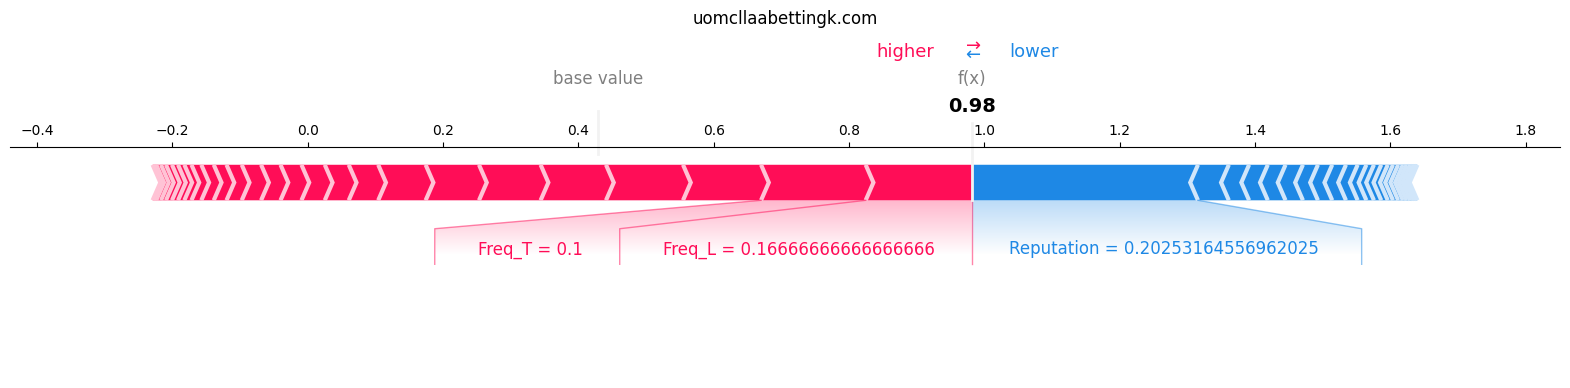 uomcllaabettingk.com
higher → lower
←
base value f(x)
0.98
−0.4 −0.2 0.0 0.2 0.4 0.6 0.8 1.0 1.2 1.4 1.6 1.8
Freq_T = 0.1 Freq_L = 0.16666666666666666 Reputation = 0.20253164556962025